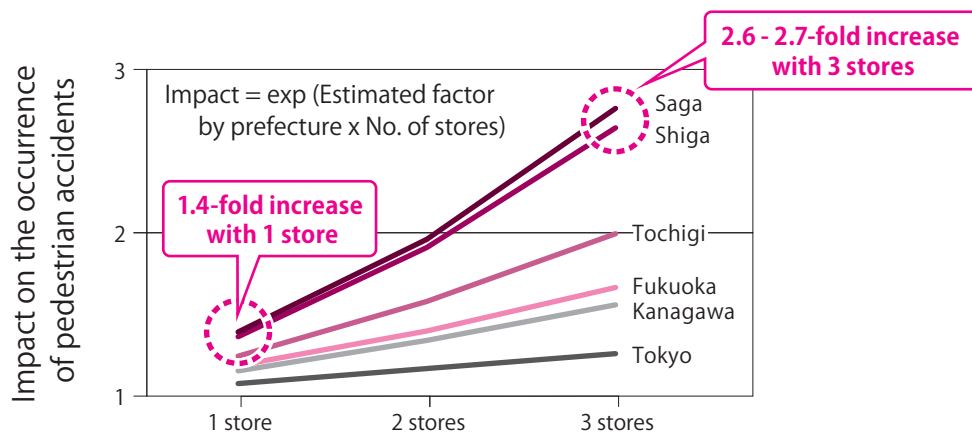 Impact on the occurrence
of pedestrian accidents
3
2
1
Impact = exp (Estimated factor
by prefecture x No. of stores)
2.6 - 2.7-fold increase
with 3 stores
1.4-fold increase
with 1 store
Saga
Shiga
Tochigi
Fukuoka
Kanagawa
Tokyo
1 store
2 stores
3 stores